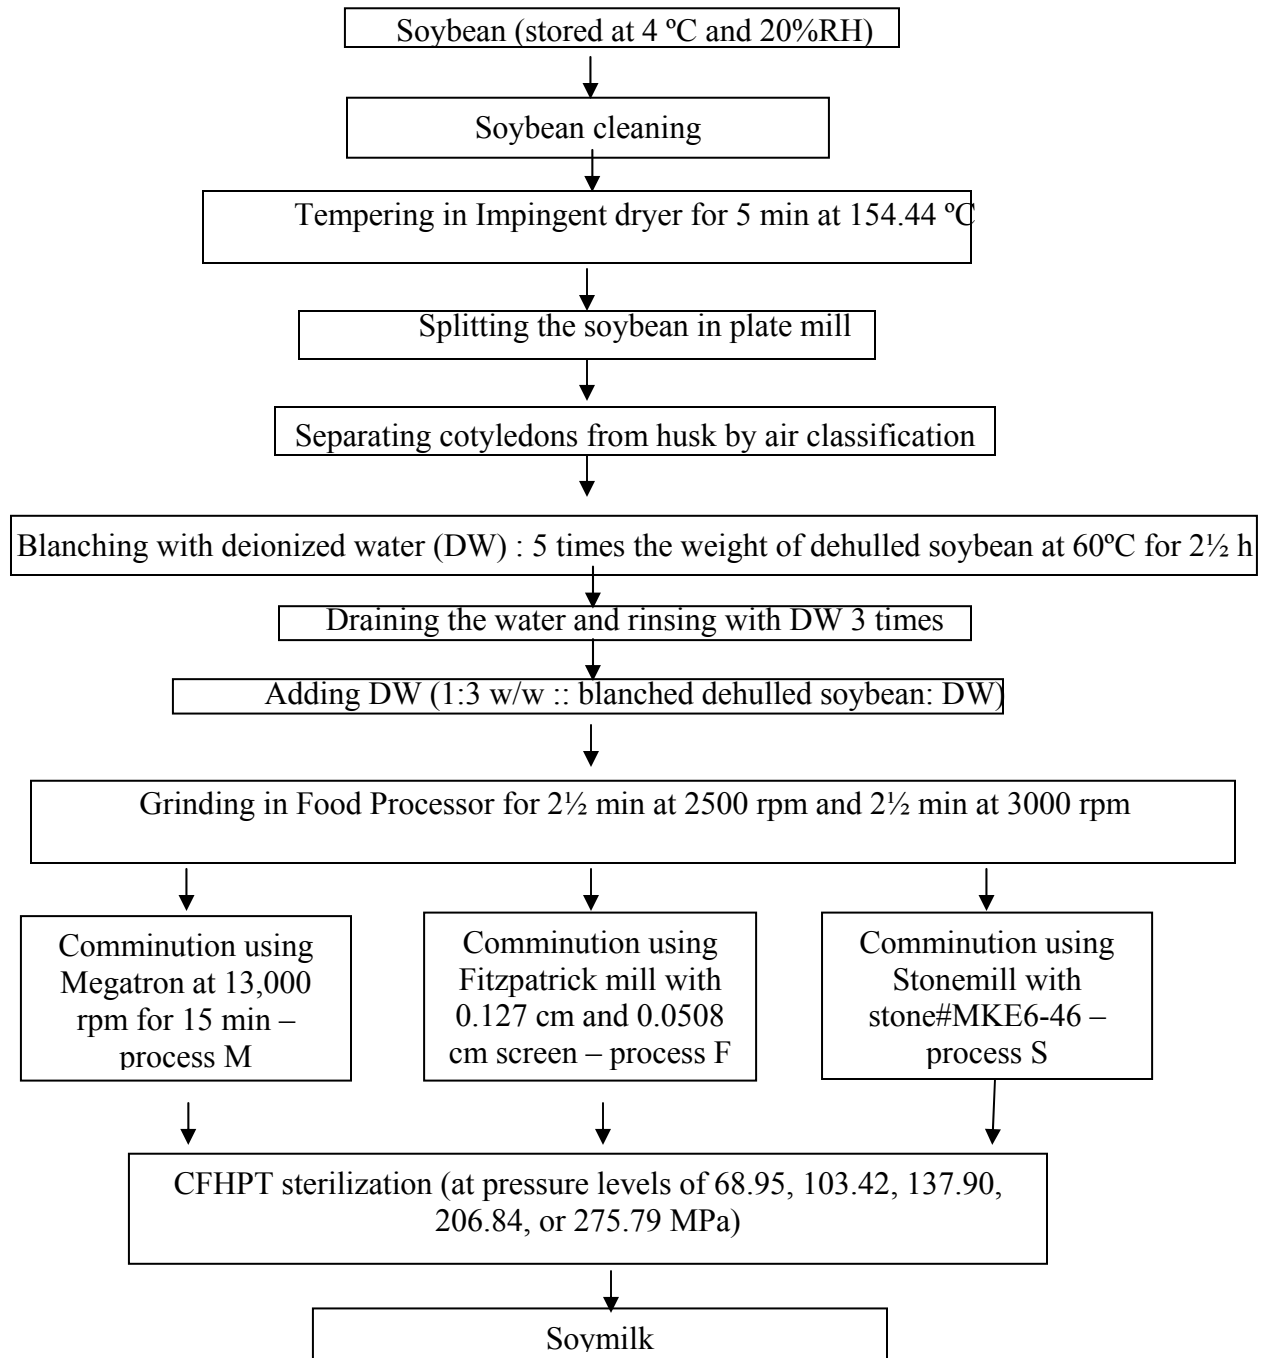 Soybean (stored at 4 ºC and 20%RH)
Soybean cleaning
Tempering in Impingent dryer for 5 min at 154.44 ºC
Splitting the soybean in plate mill
Separating cotyledons from husk by air classification
Blanching with deionized water (DW) : 5 times the weight of dehulled soybean at 60ºC for 2½ h
Draining the water and rinsing with DW 3 times
Adding DW (1:3 w/w :: blanched dehulled soybean: DW)
Grinding in Food Processor for 2½ min at 2500 rpm and 2½ min at 3000 rpm
Comminution using
Megatron at 13,000
rpm for 15 min –
process M
Comminution using
Fitzpatrick mill with
0.127 cm and 0.0508
cm screen – process F
Comminution using
Stonemill with
stone#MKE6-46 –
process S
CFHPT sterilization (at pressure levels of 68.95, 103.42, 137.90,
206.84, or 275.79 MPa)
Soymilk